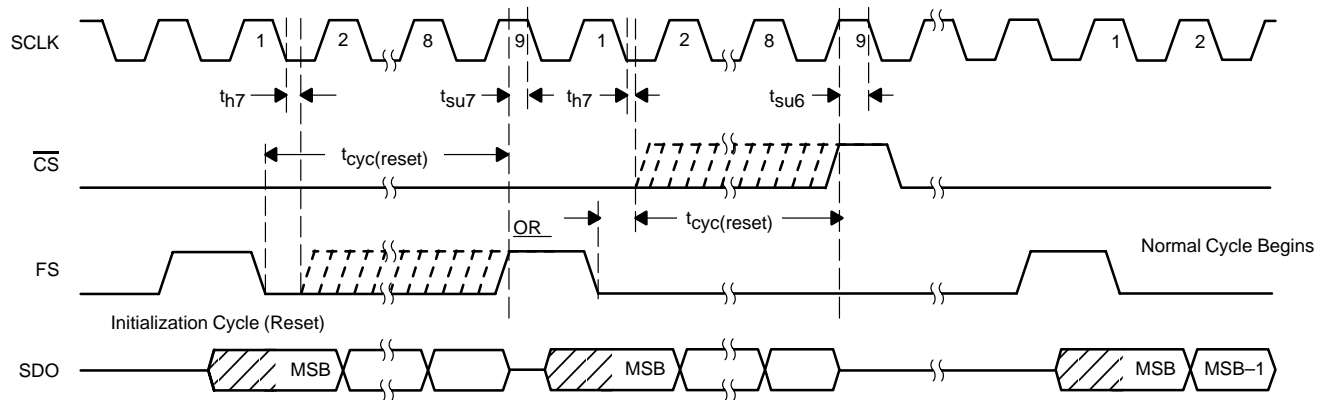 SCLK 1 2 8 9 1 2 8 9 1 2
th7 tsu7 th7 tsu6
CS
tcyc(reset)
OR tcyc(reset)
Normal Cycle Begins
FS
Initialization Cycle (Reset)
SDO MSB MSB MSB MSB–1